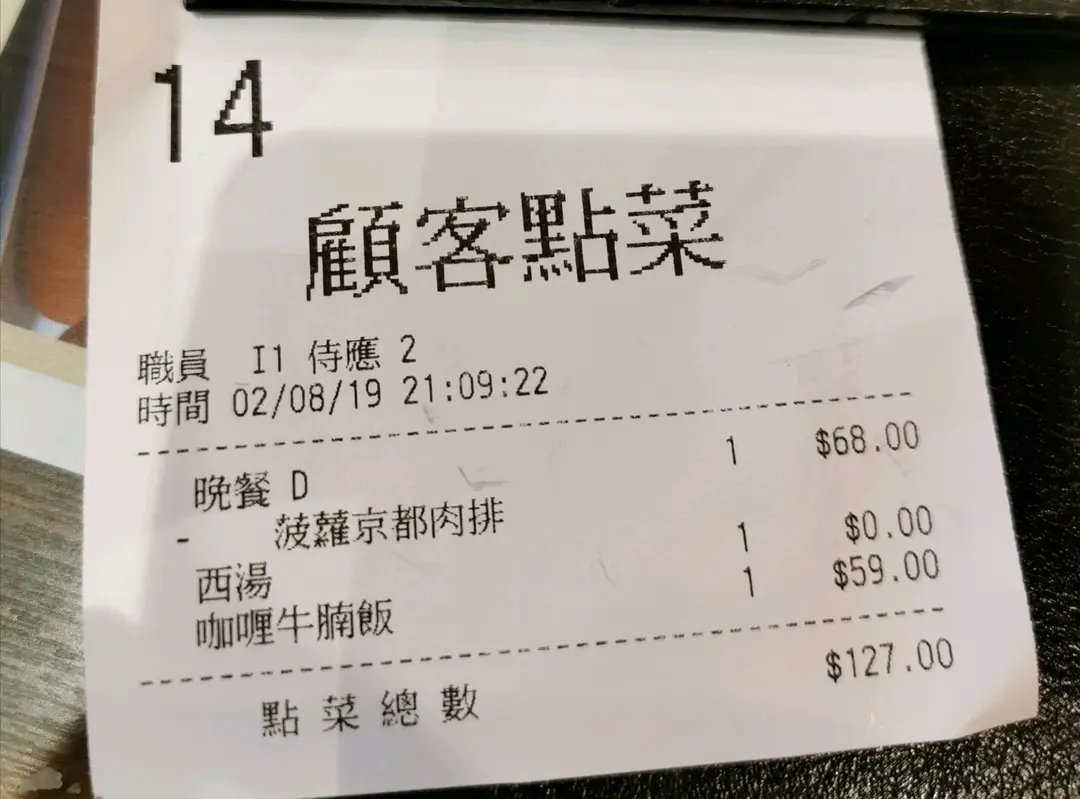 14
顧客點菜
職員 I1 侍應 2
時間 02/08/19 21:09:22
晚餐 D 1 $68.00
- 菠蘿京都肉排
西湯 1 $0.00
咖喱牛腩飯 1 $59.00
點菜總數 $127.00